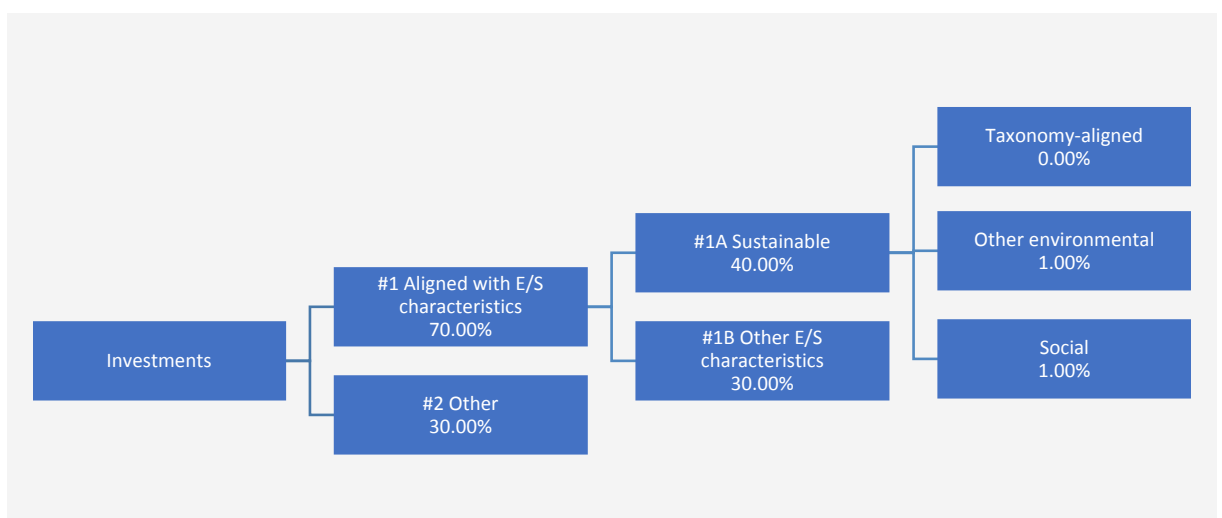 Investments
#1 Aligned with E/S
characteristics
70.00%
#2 Other
30.00%
#1A Sustainable
40.00%
#1B Other E/S
characteristics
30.00%
Taxonomy-aligned
0.00%
Other environmental
1.00%
Social
1.00%